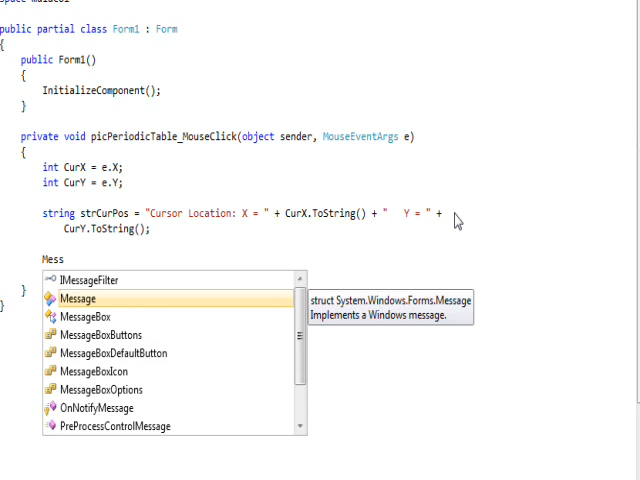 public partial class Form1 : Form
{
public Form1()
{
InitializeComponent();
}
private void picPeriodicTable_MouseClick(object sender, MouseEventArgs e)
{
int CurX = e.X;
int CurY = e.Y;
string strCurPos = "Cursor Location: X = " + CurX.ToString() + "   Y = " +
CurY.ToString();
Mess
IMessageFilter
}
Message
struct System.Windows.Forms.Message
}
MessageBox
Implements a Windows message.
MessageBoxButtons
MessageBoxDefaultButton
MessageBoxIcon
MessageBoxOptions
OnNotifyMessage
PreProcessControlMessage